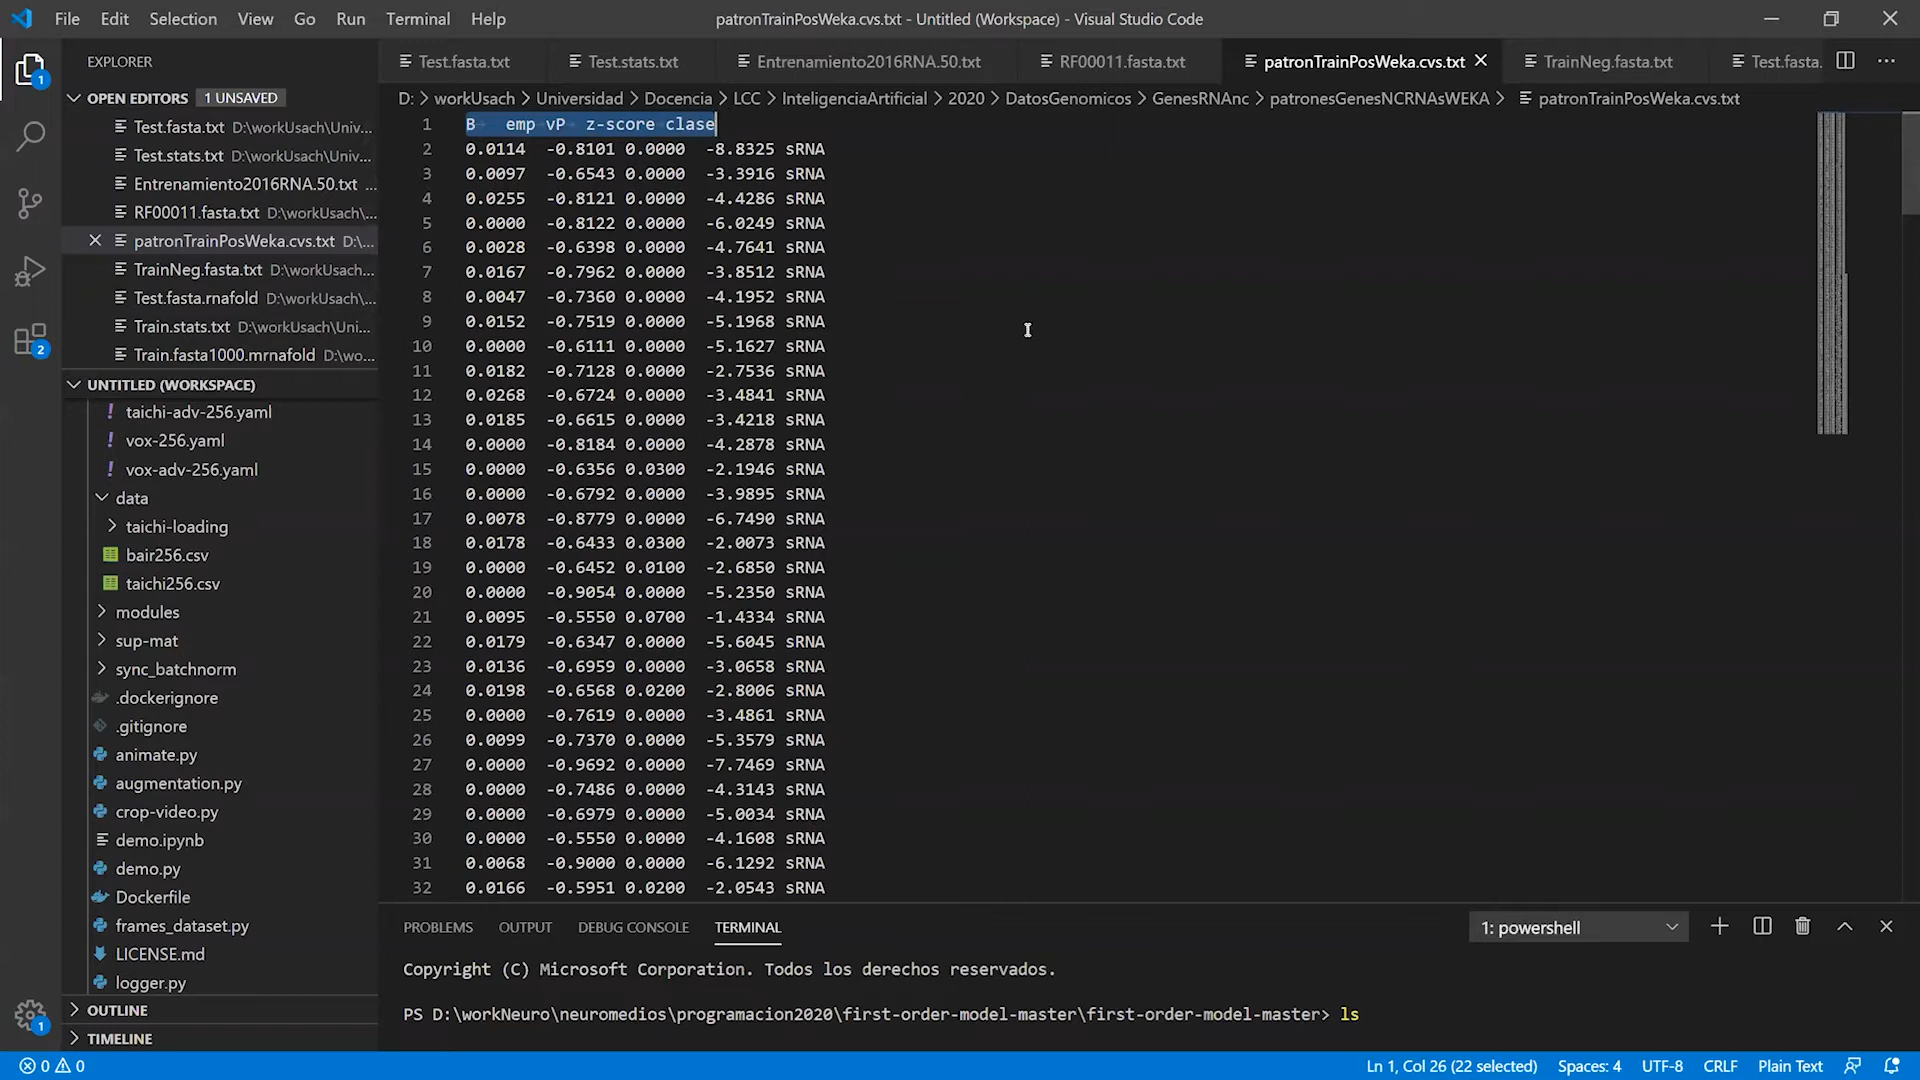 File Edit Selection View Go Run Terminal Help
patronTrainPosWeka.cvs.txt - Untitled (Workspace) - Visual Studio Code
EXPLORER
Test.fasta.txt
Test.stats.txt
Entrenamiento2016RNA.50.txt
RF00011.fasta.txt
patronTrainPosWeka.cvs.txt
TrainNeg.fasta.txt
Test.fasta.
OPEN EDITORS 1 UNSAVED
D: > workUsach > Universidad > Docencia > LCC > InteligenciaArtificial > 2020 > DatosGenomicos > GenesRNAnc > patronesGenesNCRNAsWEKA > patronTrainPosWeka.cvs.txt
Test.fasta.txt D:\workUsach\Univ...
Test.stats.txt D:\workUsach\Univ...
Entrenamiento2016RNA.50.txt ...
RF00011.fasta.txt D:\workUsach\...
patronTrainPosWeka.cvs.txt D:\...
TrainNeg.fasta.txt D:\workUsach...
Test.fasta.rnafold D:\workUsach\...
Train.stats.txt D:\workUsach\Uni...
Train.fasta1000.mrnafold D:\wo...
UNTITLED (WORKSPACE)
taichi-adv-256.yaml
vox-256.yaml
vox-adv-256.yaml
data
taichi-loading
bair256.csv
taichi256.csv
modules
sup-mat
sync_batchnorm
.dockerignore
.gitignore
animate.py
augmentation.py
crop-video.py
demo.ipynb
demo.py
Dockerfile
frames_dataset.py
LICENSE.md
logger.py
OUTLINE
TIMELINE
1 B emp vP z-score clase
2 0.0114 -0.8101 0.0000 -8.8325 sRNA
3 0.0097 -0.6543 0.0000 -3.3916 sRNA
4 0.0255 -0.8121 0.0000 -4.4286 sRNA
5 0.0000 -0.8122 0.0000 -6.0249 sRNA
6 0.0028 -0.6398 0.0000 -4.7641 sRNA
7 0.0167 -0.7962 0.0000 -3.8512 sRNA
8 0.0047 -0.7360 0.0000 -4.1952 sRNA
9 0.0152 -0.7519 0.0000 -5.1968 sRNA
10 0.0000 -0.6111 0.0000 -5.1627 sRNA
11 0.0182 -0.7128 0.0000 -2.7536 sRNA
12 0.0268 -0.6724 0.0000 -3.4841 sRNA
13 0.0185 -0.6615 0.0000 -3.4218 sRNA
14 0.0000 -0.8184 0.0000 -4.2878 sRNA
15 0.0000 -0.6356 0.0300 -2.1946 sRNA
16 0.0000 -0.6792 0.0000 -3.9895 sRNA
17 0.0078 -0.8779 0.0000 -6.7490 sRNA
18 0.0178 -0.6433 0.0300 -2.0073 sRNA
19 0.0000 -0.6452 0.0100 -2.6850 sRNA
20 0.0000 -0.9054 0.0000 -5.2350 sRNA
21 0.0095 -0.5550 0.0700 -1.4334 sRNA
22 0.0179 -0.6347 0.0000 -5.6045 sRNA
23 0.0136 -0.6959 0.0000 -3.0658 sRNA
24 0.0198 -0.6568 0.0200 -2.8006 sRNA
25 0.0000 -0.7619 0.0000 -3.4861 sRNA
26 0.0099 -0.7370 0.0000 -5.3579 sRNA
27 0.0000 -0.9692 0.0000 -7.7469 sRNA
28 0.0000 -0.7486 0.0000 -4.3143 sRNA
29 0.0000 -0.6979 0.0000 -5.0034 sRNA
30 0.0000 -0.5550 0.0000 -4.1608 sRNA
31 0.0068 -0.9000 0.0000 -6.1292 sRNA
32 0.0166 -0.5951 0.0200 -2.0543 sRNA
PROBLEMS OUTPUT DEBUG CONSOLE TERMINAL
1: powershell
Copyright (C) Microsoft Corporation. Todos los derechos reservados.
PS D:\workNeuro\neuromedios\programacion2020\first-order-model-master\first-order-model-master> ls
0 0
Ln 1, Col 26 (22 selected) Spaces: 4 UTF-8 CRLF Plain Text
1
2
1